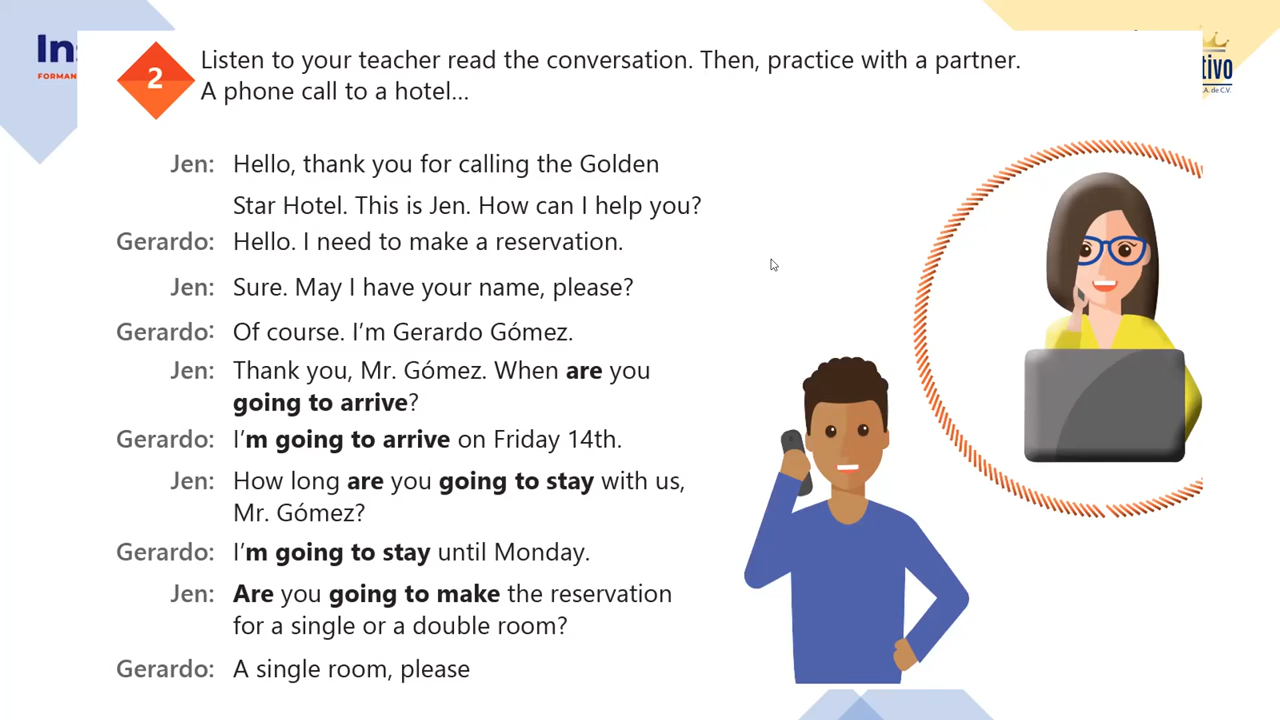 Ins
FORMAN
tivo
A. de C.V.
2
Listen to your teacher read the conversation. Then, practice with a partner.
A phone call to a hotel...
Jen: Hello, thank you for calling the Golden
Star Hotel. This is Jen. How can I help you?
Gerardo: Hello. I need to make a reservation.
Jen: Sure. May I have your name, please?
Gerardo: Of course. I’m Gerardo Gómez.
Jen: Thank you, Mr. Gómez. When are you
going to arrive?
Gerardo: I’m going to arrive on Friday 14th.
Jen: How long are you going to stay with us,
Mr. Gómez?
Gerardo: I’m going to stay until Monday.
Jen: Are you going to make the reservation
for a single or a double room?
Gerardo: A single room, please